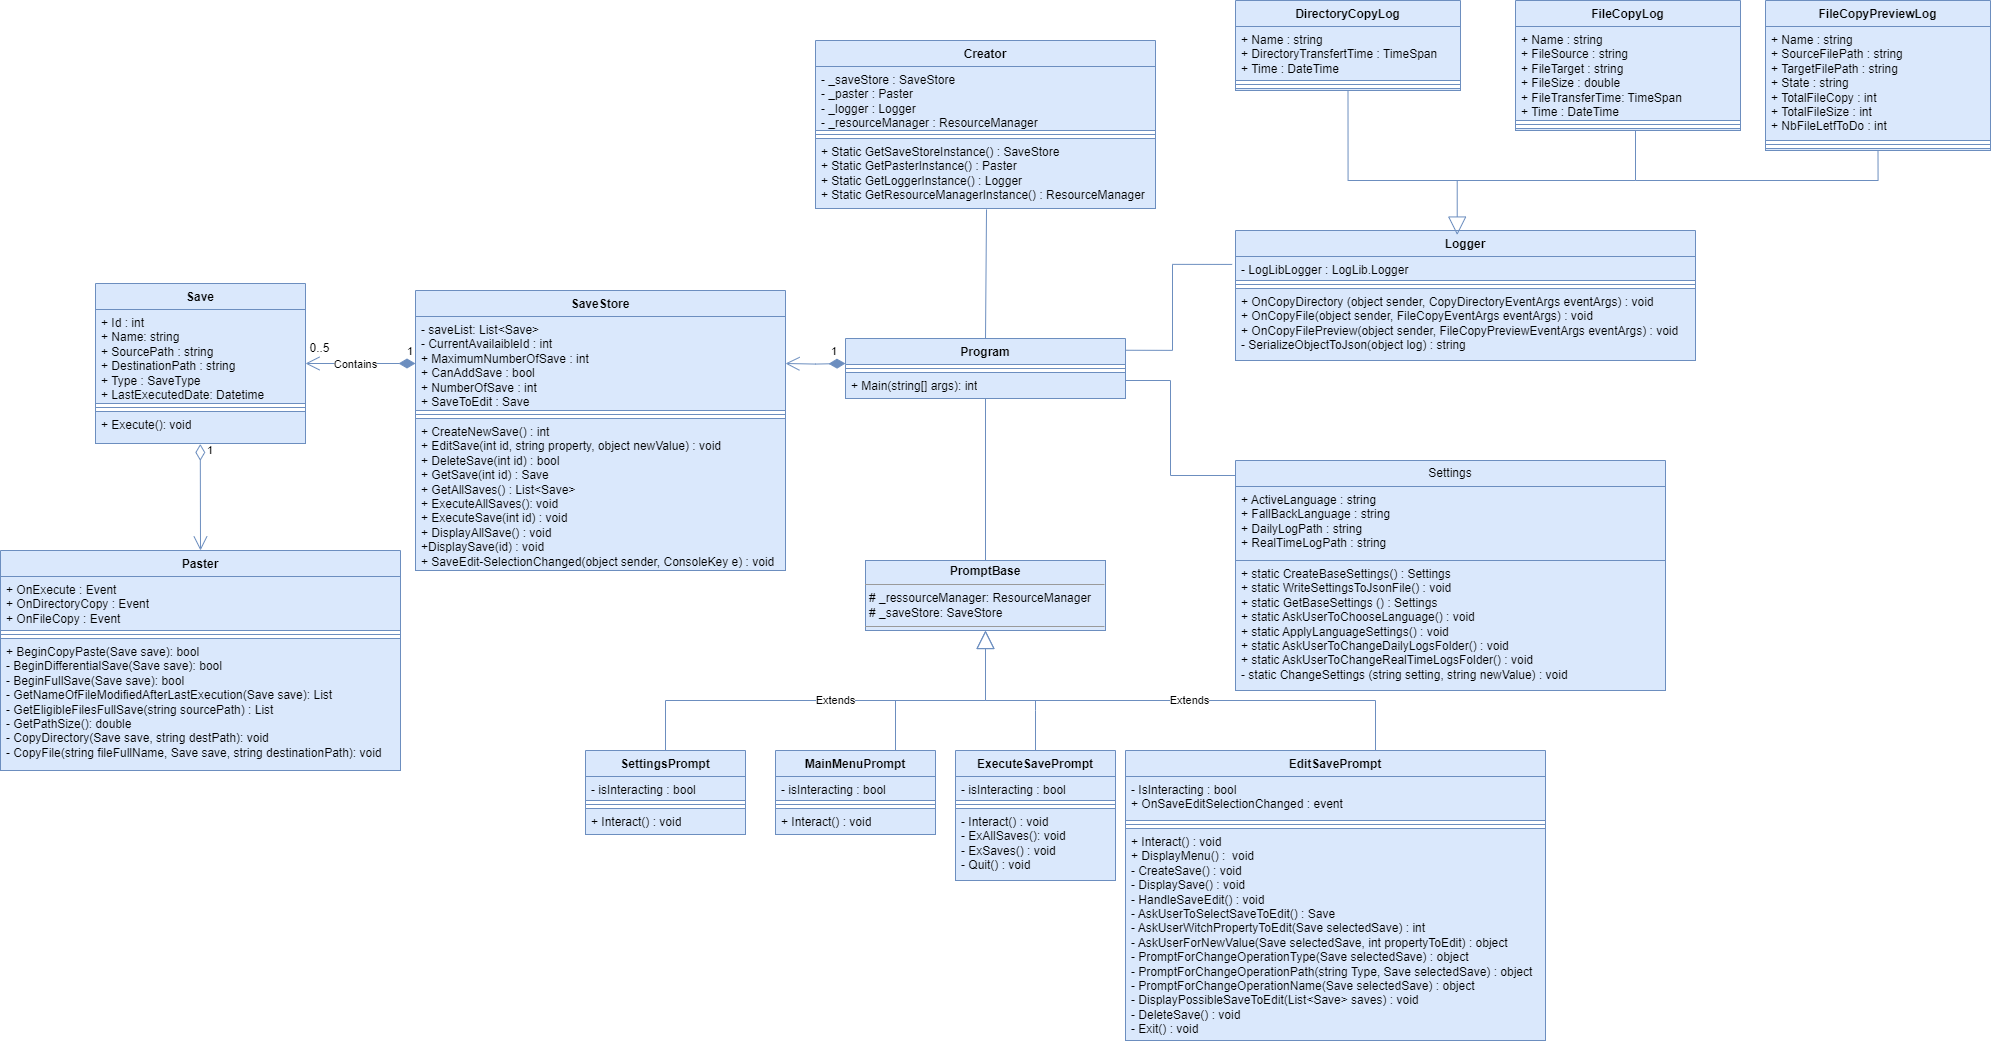 DirectoryCopyLog
+ Name : string
+ DirectoryTransfertTime : TimeSpan
+ Time : DateTime
FileCopyLog
+ Name : string
+ FileSource : string
+ FileTarget : string
+ FileSize : double
+ FileTransferTime: TimeSpan
+ Time : DateTime
FileCopyPreviewLog
+ Name : string
+ SourceFilePath : string
+ TargetFilePath : string
+ State : string
+ TotalFileCopy : int
+ TotalFileSize : int
+ NbFileLetfToDo : int
Creator
- _saveStore : SaveStore
- _paster : Paster
- _logger : Logger
- _resourceManager : ResourceManager
+ Static GetSaveStoreInstance() : SaveStore
+ Static GetPasterInstance() : Paster
+ Static GetLoggerInstance() : Logger
+ Static GetResourceManagerInstance() : ResourceManager
Logger
- LogLibLogger : LogLib.Logger
+ OnCopyDirectory (object sender, CopyDirectoryEventArgs eventArgs) : void
+ OnCopyFile(object sender, FileCopyEventArgs eventArgs) : void
+ OnCopyFilePreview(object sender, FileCopyPreviewEventArgs eventArgs) : void
- SerializeObjectToJson(object log) : string
Save
+ Id : int
+ Name: string
+ SourcePath : string
+ DestinationPath : string
+ Type : SaveType
+ LastExecutedDate: Datetime
+ Execute(): void
0..5
Contains
1
SaveStore
- saveList: List<Save>
- CurrentAvailaibleId : int
+ MaximumNumberOfSave : int
+ CanAddSave : bool
+ NumberOfSave : int
+ SaveToEdit : Save
+ CreateNewSave() : int
+ EditSave(int id, string property, object newValue) : void
+ DeleteSave(int id) : bool
+ GetSave(int id) : Save
+ GetAllSaves() : List<Save>
+ ExecuteAllSaves(): void
+ ExecuteSave(int id) : void
+ DisplayAllSave() : void
+DisplaySave(id) : void
+ SaveEdit-SelectionChanged(object sender, ConsoleKey e) : void
1
Program
+ Main(string[] args): int
1
Paster
+ OnExecute : Event
+ OnDirectoryCopy : Event
+ OnFileCopy : Event
+ BeginCopyPaste(Save save): bool
- BeginDifferentialSave(Save save): bool
- BeginFullSave(Save save): bool
- GetNameOfFileModifiedAfterLastExecution(Save save): List
- GetEligibleFilesFullSave(string sourcePath) : List
- GetPathSize(): double
- CopyDirectory(Save save, string destPath): void
- CopyFile(string fileFullName, Save save, string destinationPath): void
Settings
+ ActiveLanguage : string
+ FallBackLanguage : string
+ DailyLogPath : string
+ RealTimeLogPath : string
+ static CreateBaseSettings() : Settings
+ static WriteSettingsToJsonFile() : void
+ static GetBaseSettings () : Settings
+ static AskUserToChooseLanguage() : void
+ static ApplyLanguageSettings() : void
+ static AskUserToChangeDailyLogsFolder() : void
+ static AskUserToChangeRealTimeLogsFolder() : void
- static ChangeSettings (string setting, string newValue) : void
PromptBase
# _ressourceManager: ResourceManager
# _saveStore: SaveStore
Extends
Extends
SettingsPrompt
- isInteracting : bool
+ Interact() : void
MainMenuPrompt
- isInteracting : bool
+ Interact() : void
ExecuteSavePrompt
- isInteracting : bool
- Interact() : void
- ExAllSaves(): void
- ExSaves() : void
- Quit() : void
EditSavePrompt
- IsInteracting : bool
+ OnSaveEditSelectionChanged : event
+ Interact() : void
+ DisplayMenu() :  void
- CreateSave() : void
- DisplaySave() : void
- HandleSaveEdit() : void
- AskUserToSelectSaveToEdit() : Save
- AskUserWitchPropertyToEdit(Save selectedSave) : int
- AskUserForNewValue(Save selectedSave, int propertyToEdit) : object
- PromptForChangeOperationType(Save selectedSave) : object
- PromptForChangeOperationPath(string Type, Save selectedSave) : object
- PromptForChangeOperationName(Save selectedSave) : object
- DisplayPossibleSaveToEdit(List<Save> saves) : void
- DeleteSave() : void
- Exit() : void